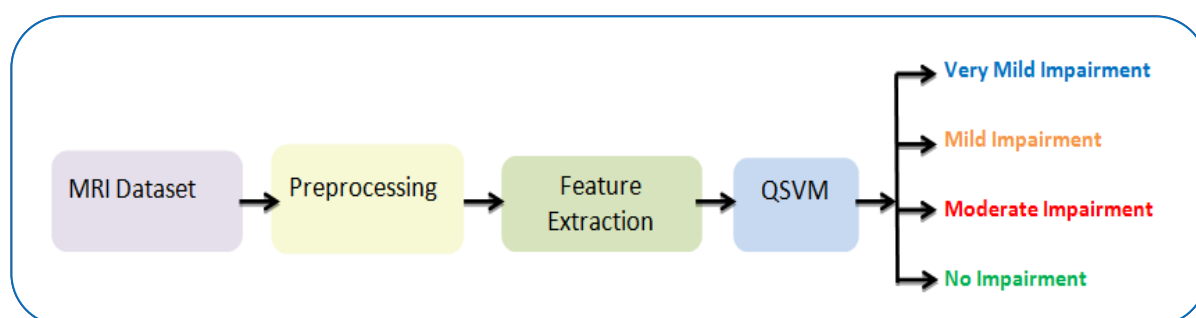 MRI Dataset
Preprocessing
Feature
Extraction
QSVM
Very Mild Impairment
Mild Impairment
Moderate Impairment
No Impairment